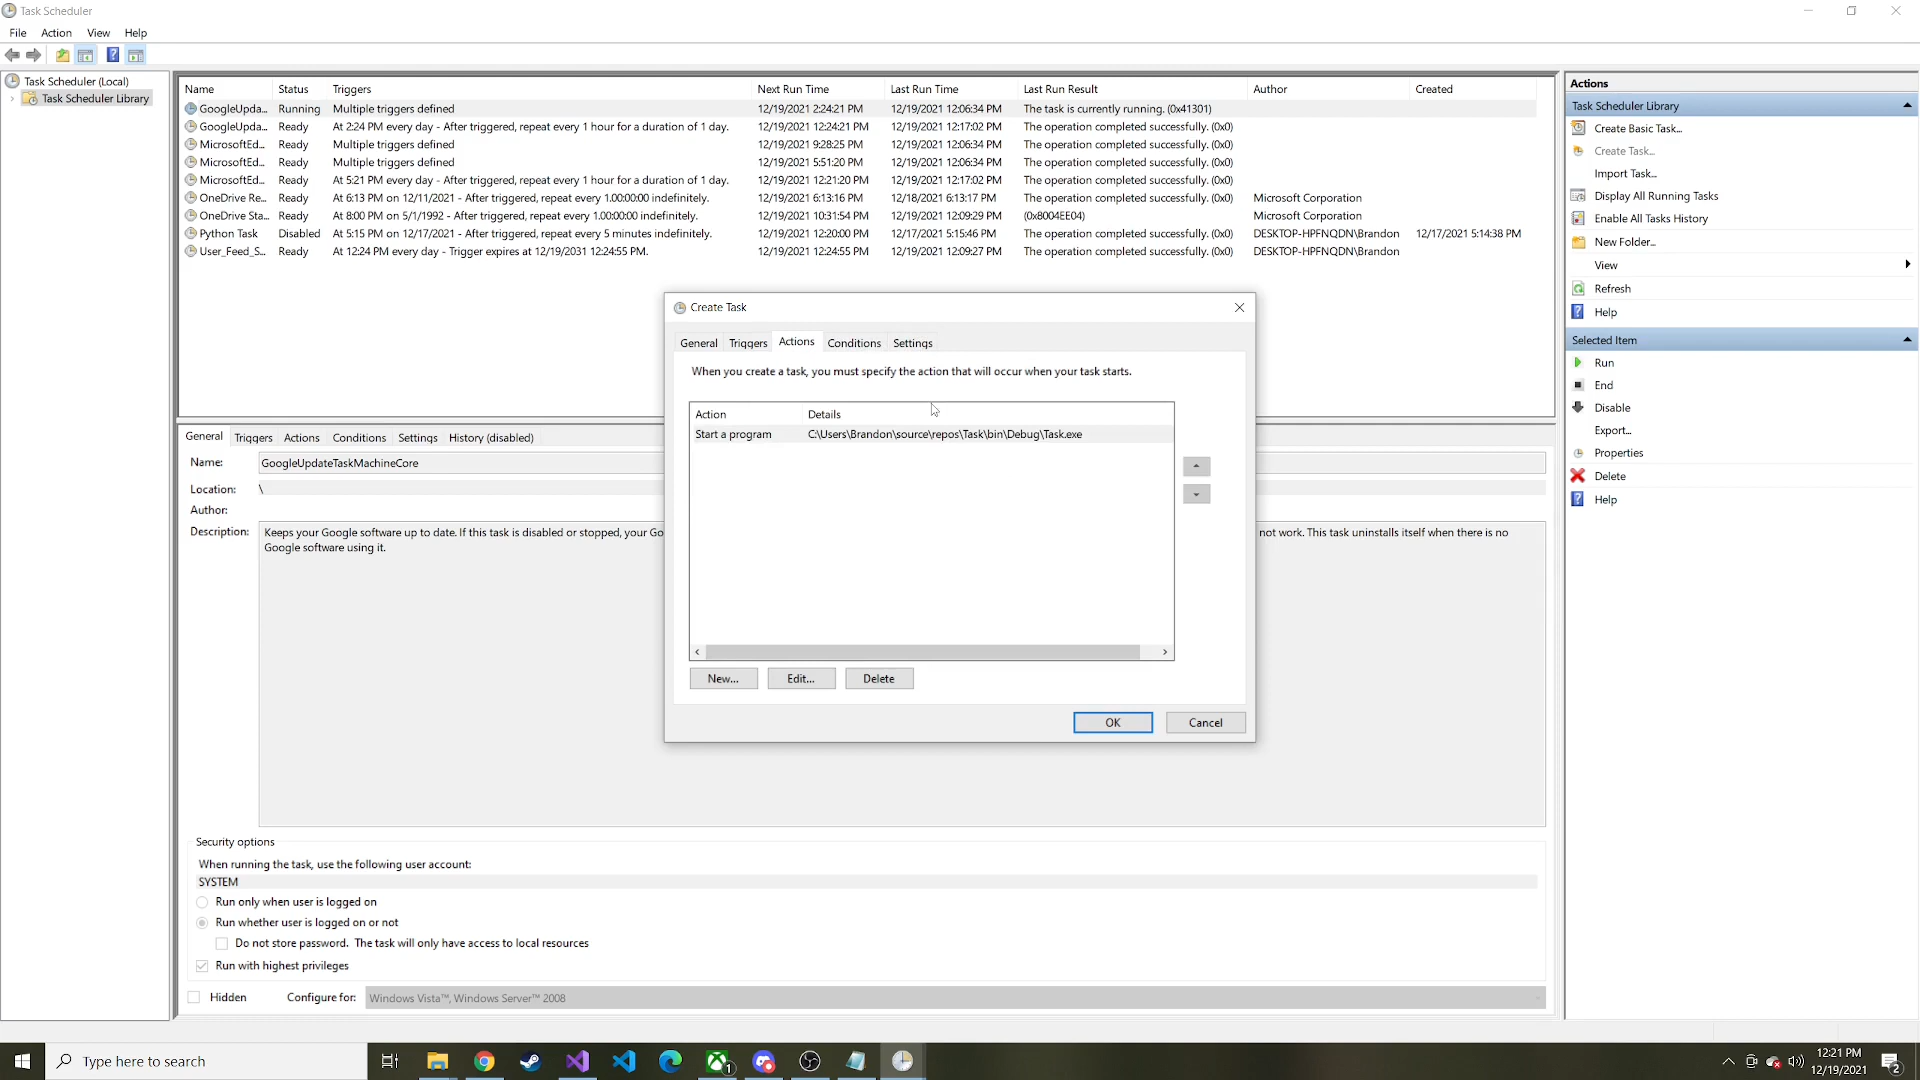 Task Scheduler
File Action View Help
Task Scheduler (Local)
Task Scheduler Library
Name Status Triggers Next Run Time Last Run Time Last Run Result Author Created
GoogleUpda... Running Multiple triggers defined 12/19/2021 2:24:21 PM 12/19/2021 12:06:34 PM The task is currently running. (0x41301)
GoogleUpda... Ready At 2:24 PM every day - After triggered, repeat every 1 hour for a duration of 1 day. 12/19/2021 12:24:21 PM 12/19/2021 12:17:02 PM The operation completed successfully. (0x0)
MicrosoftEd... Ready Multiple triggers defined 12/19/2021 9:28:25 PM 12/19/2021 12:06:34 PM The operation completed successfully. (0x0)
MicrosoftEd... Ready Multiple triggers defined 12/19/2021 5:51:20 PM 12/19/2021 12:06:34 PM The operation completed successfully. (0x0)
MicrosoftEd... Ready At 5:21 PM every day - After triggered, repeat every 1 hour for a duration of 1 day. 12/19/2021 12:21:20 PM 12/19/2021 12:17:02 PM The operation completed successfully. (0x0)
OneDrive Re... Ready At 6:13 PM on 12/11/2021 - After triggered, repeat every 1.00:00:00 indefinitely. 12/19/2021 6:13:16 PM 12/18/2021 6:13:17 PM The operation completed successfully. (0x0) Microsoft Corporation
OneDrive Sta... Ready At 8:00 PM on 5/1/1992 - After triggered, repeat every 1.00:00:00 indefinitely. 12/19/2021 10:31:54 PM 12/19/2021 12:09:29 PM (0x8004EE04) Microsoft Corporation
Python Task Disabled At 5:15 PM on 12/17/2021 - After triggered, repeat every 5 minutes indefinitely. 12/19/2021 12:20:00 PM 12/17/2021 5:15:46 PM The operation completed successfully. (0x0) DESKTOP-HPFNQDN\Brandon 12/17/2021 5:14:38 PM
User_Feed_S... Ready At 12:24 PM every day - Trigger expires at 12/19/2031 12:24:55 PM. 12/19/2021 12:24:55 PM 12/19/2021 12:09:27 PM The operation completed successfully. (0x0) DESKTOP-HPFNQDN\Brandon
Create Task
General Triggers Actions Conditions Settings
When you create a task, you must specify the action that will occur when your task starts.
Action Details
Start a program C:\Users\Brandon\source\repos\Task\bin\Debug\Task.exe
New... Edit... Delete
OK Cancel
General Triggers Actions Conditions Settings History (disabled)
Name: GoogleUpdateTaskMachineCore
Location: \
Author:
Description: Keeps your Google software up to date. If this task is disabled or stopped, your Go not work. This task uninstalls itself when there is no
Google software using it.
Security options
When running the task, use the following user account:
SYSTEM
Run only when user is logged on
Run whether user is logged on or not
Do not store password. The task will only have access to local resources
Run with highest privileges
Hidden Configure for: Windows Vista™, Windows Server™ 2008
Actions
Task Scheduler Library
Create Basic Task...
Create Task...
Import Task...
Display All Running Tasks
Enable All Tasks History
New Folder...
View
Refresh
Help
Selected Item
Run
End
Disable
Export...
Properties
Delete
Help
Type here to search
1
12:21 PM
12/19/2021
2